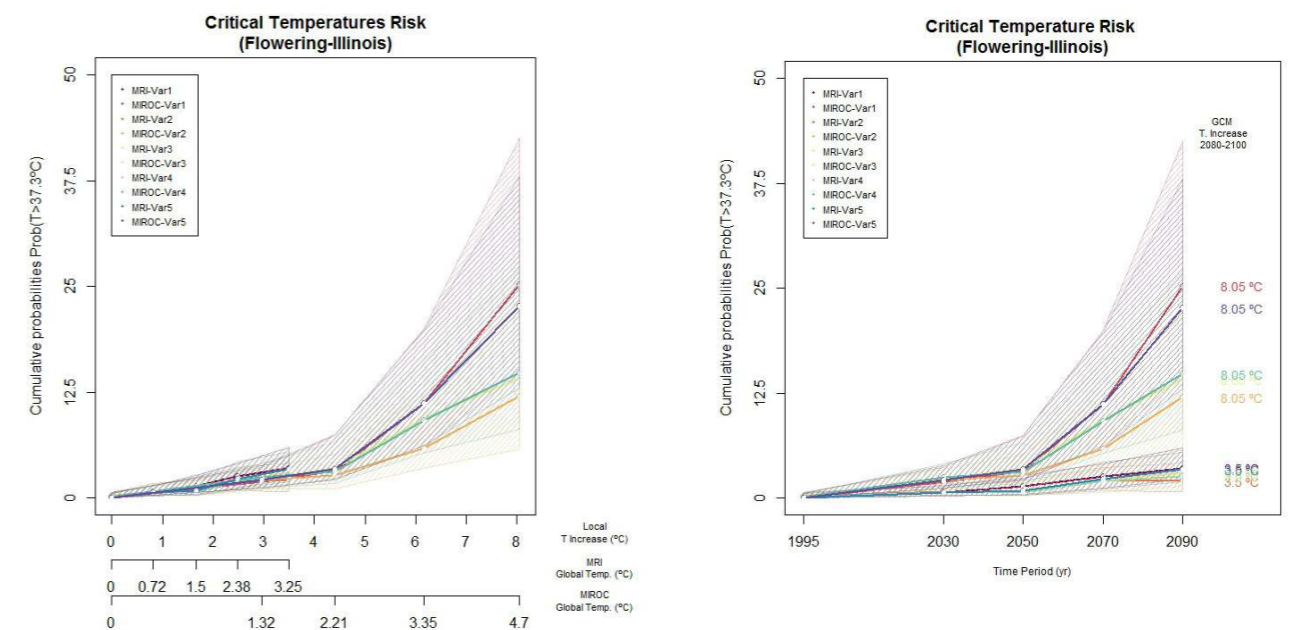 Critical Temperatures Risk
(Flowering-Illinois)
Cumulative probabilities Prob(T>37.3ºC)
50
37.5
25
12.5
0
MRI-Var1
MIROC-Var1
MRI-Var2
MIROC-Var2
MRI-Var3
MIROC-Var3
MRI-Var4
MIROC-Var4
MRI-Var5
MIROC-Var5
0 1 2 3 4 5 6 7 8
Local
T Increase (ºC)
0 0.72 1.5 2.38 3.25
MRI
Global Temp. (ºC)
0 1.32 2.21 3.35 4.7
MIROC
Global Temp. (ºC)
Critical Temperature Risk
(Flowering-Illinois)
Cumulative probabilities Prob(T>37.3ºC)
50
37.5
25
12.5
0
MRI-Var1
MIROC-Var1
MRI-Var2
MIROC-Var2
MRI-Var3
MIROC-Var3
MRI-Var4
MIROC-Var4
MRI-Var5
MIROC-Var5
GCM
T. Increase
2080-2100
8.05 ºC
8.05 ºC
8.05 ºC
8.05 ºC
3.5 ºC
3.5 ºC
1995 2030 2050 2070 2090
Time Period (yr)